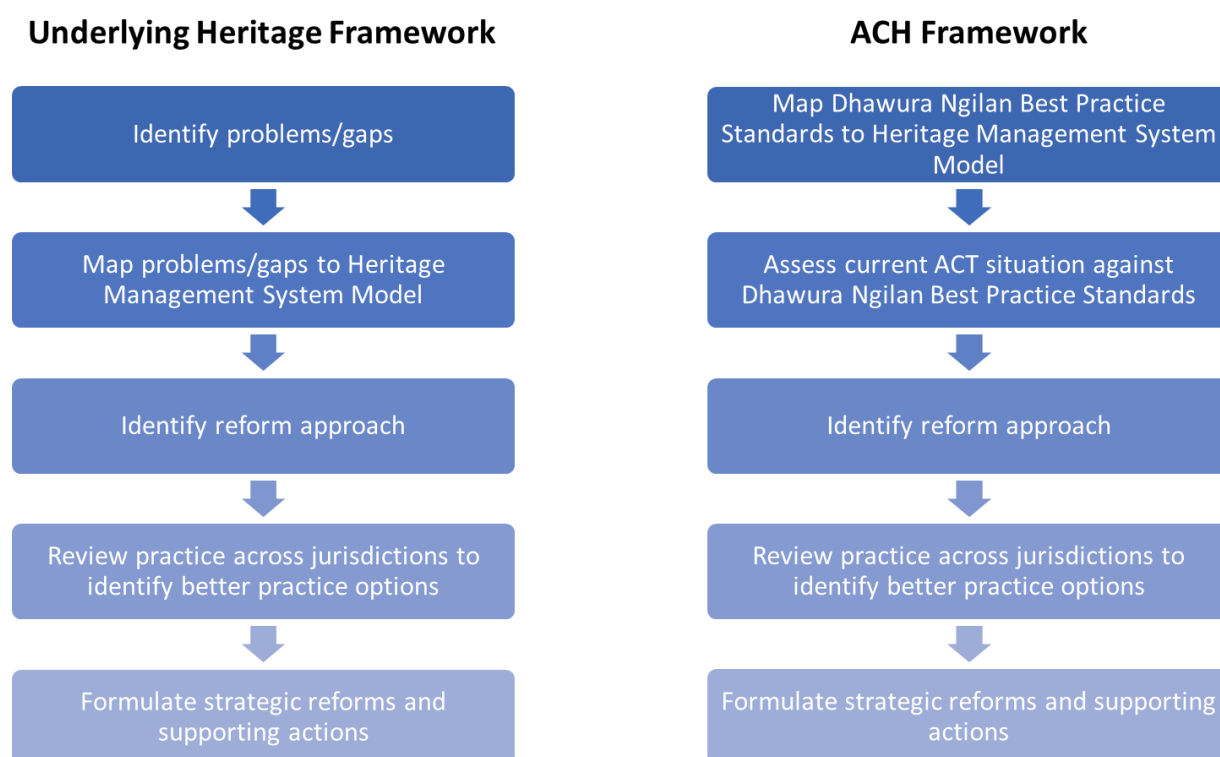 Underlying Heritage Framework
Identify problems/gaps
Map problems/gaps to Heritage
Management System Model
Identify reform approach
Review practice across jurisdictions to
identify better practice options
Formulate strategic reforms and
supporting actions
ACH Framework
Map Dhawura Ngilan Best Practice
Standards to Heritage Management System
Model
Assess current ACT situation against
Dhawura Ngilan Best Practice Standards
Identify reform approach
Review practice across jurisdictions to
identify better practice options
Formulate strategic reforms and supporting
actions